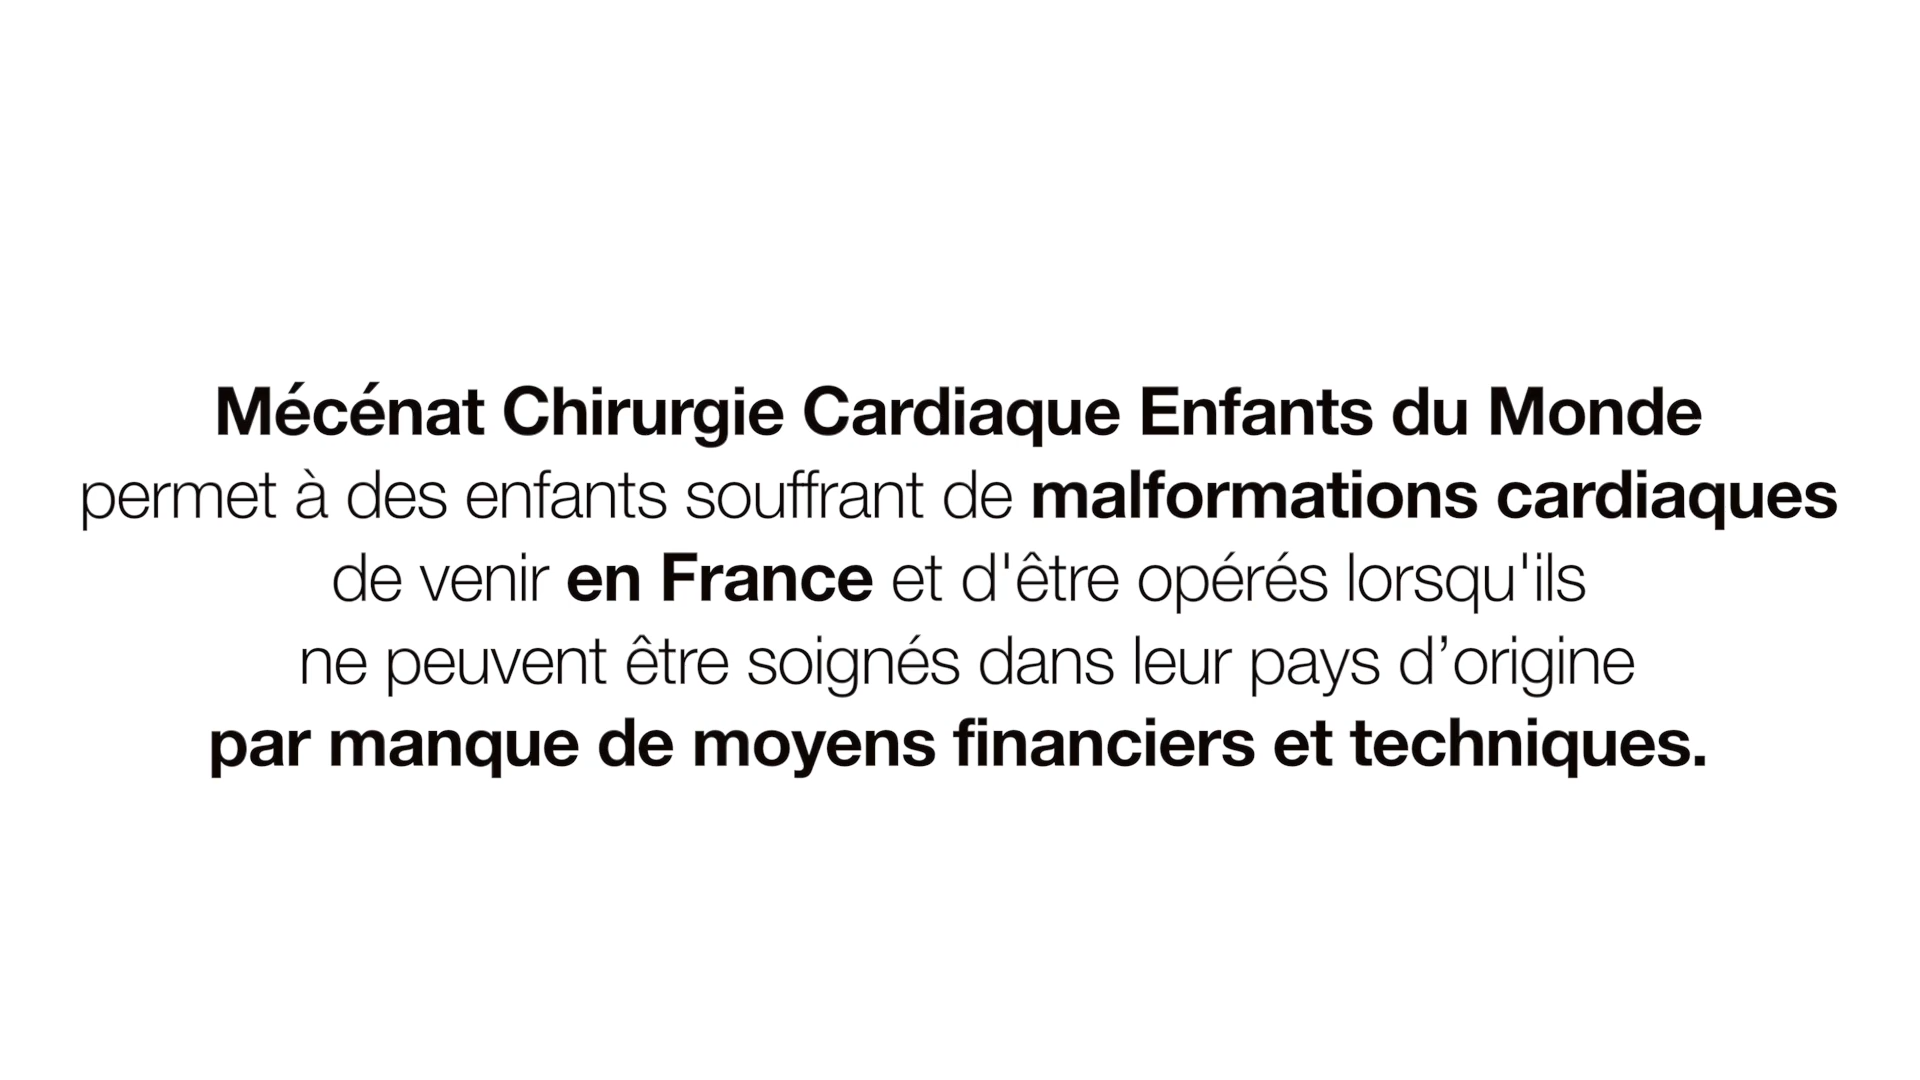 Mécénat Chirurgie Cardiaque Enfants du Monde
permet à des enfants souffrant de malformations cardiaques
de venir en France et d'être opérés lorsqu'ils
ne peuvent être soignés dans leur pays d’origine
par manque de moyens financiers et techniques.